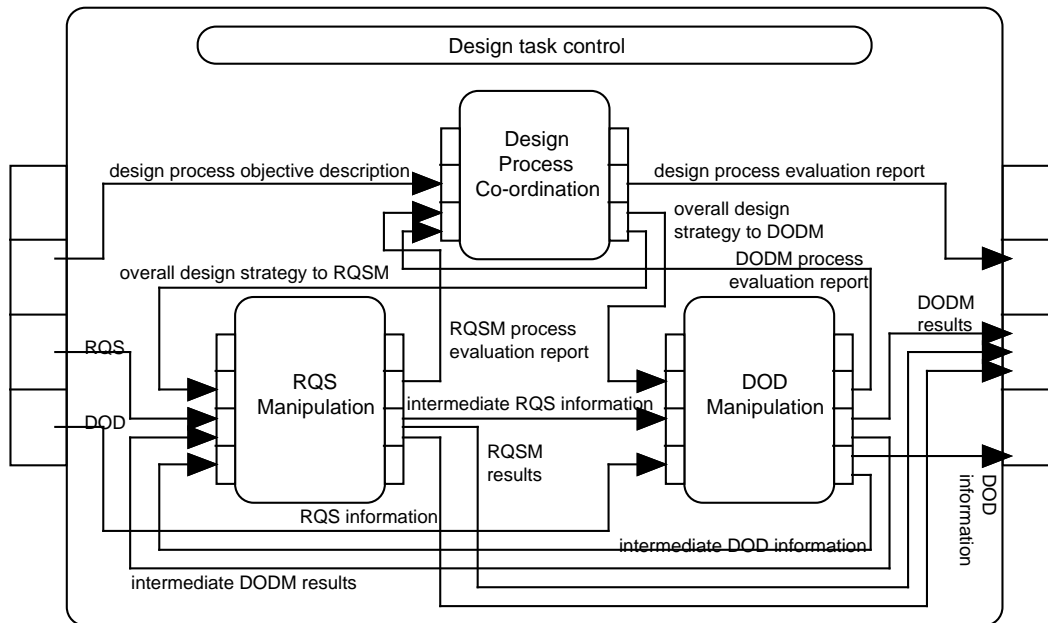 Design task control
Design
Process
Co-ordination
design process objective description
design process evaluation report
overall design
strategy to DODM
DODM process
evaluation report
overall design strategy to RQSM
DODM
results
RQSM process
evaluation report
RQS
RQS
Manipulation
DOD
Manipulation
intermediate RQS information
DOD
RQSM
results
RQS information
DOD
information
intermediate DOD information
intermediate DODM results